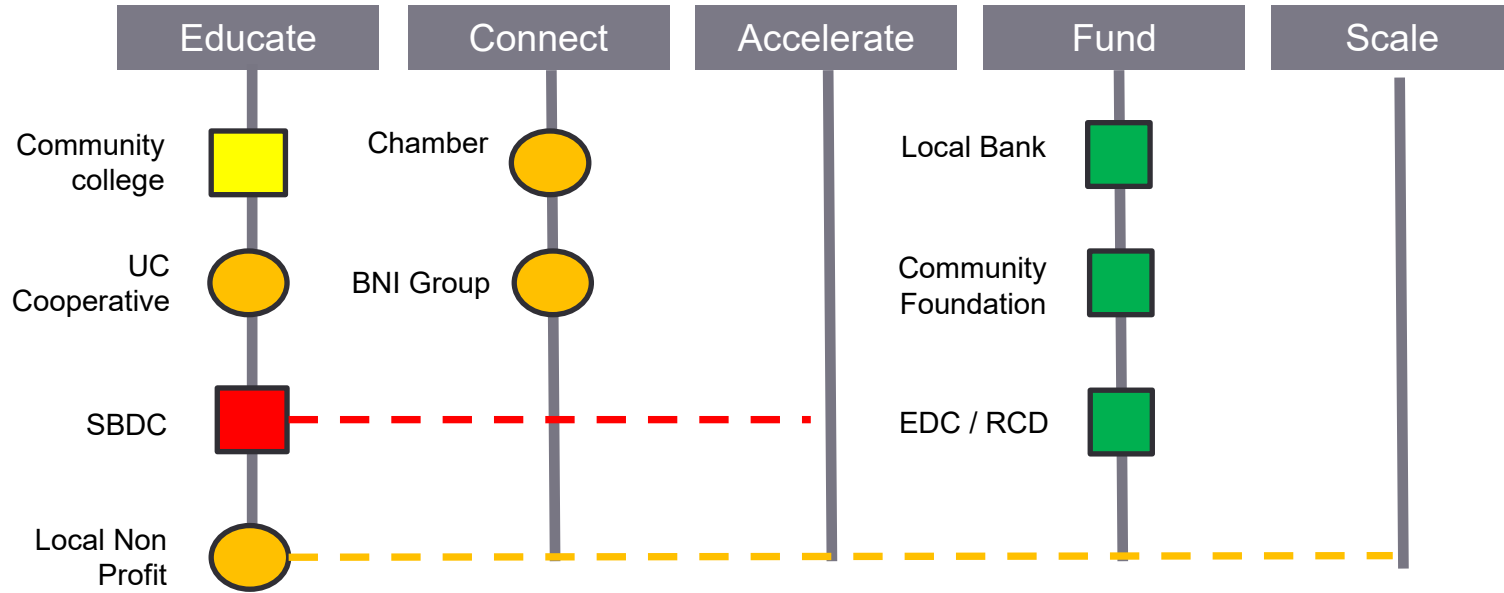 Educate
Connect
Accelerate
Fund
Scale
Community
college
Chamber
Local Bank
UC
Cooperative
BNI Group
Community
Foundation
SBDC
EDC / RCD
Local Non
Profit